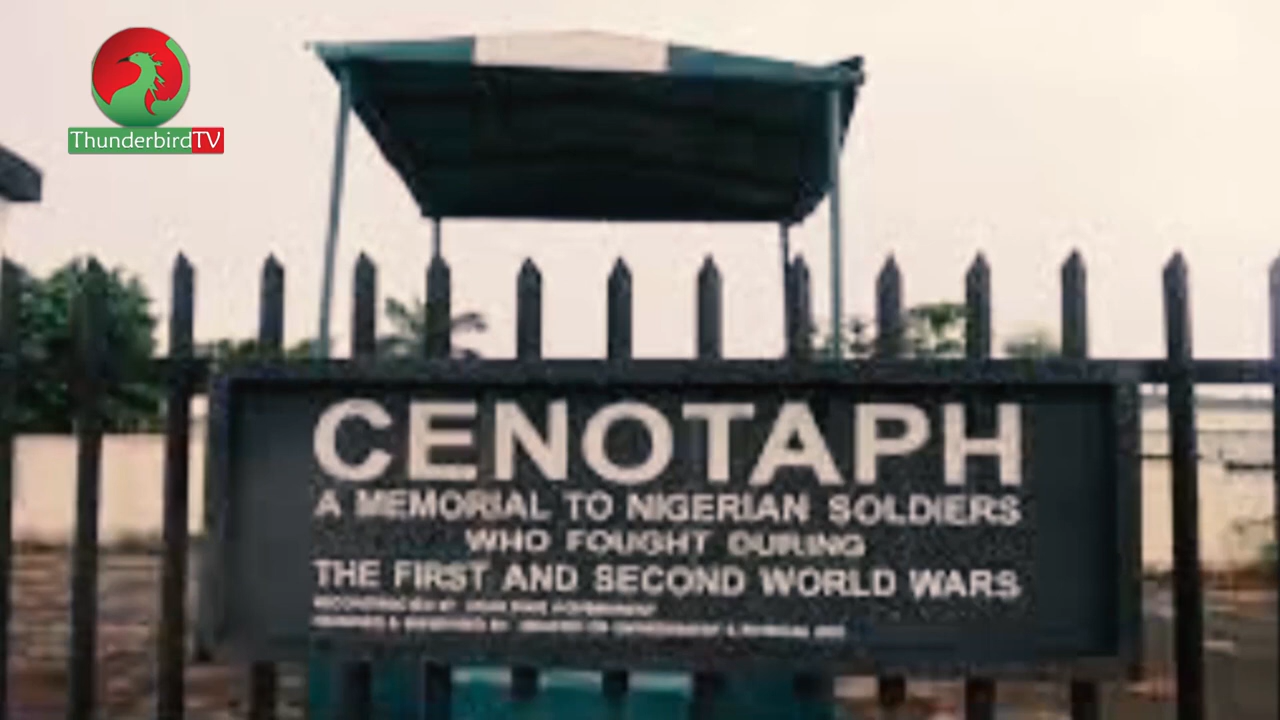 ThunderbirdTV
CENOTAPH
A MEMORIAL TO NIGERIAN SOLDIERS
WHO FOUGHT DURING
THE FIRST AND SECOND WORLD WARS